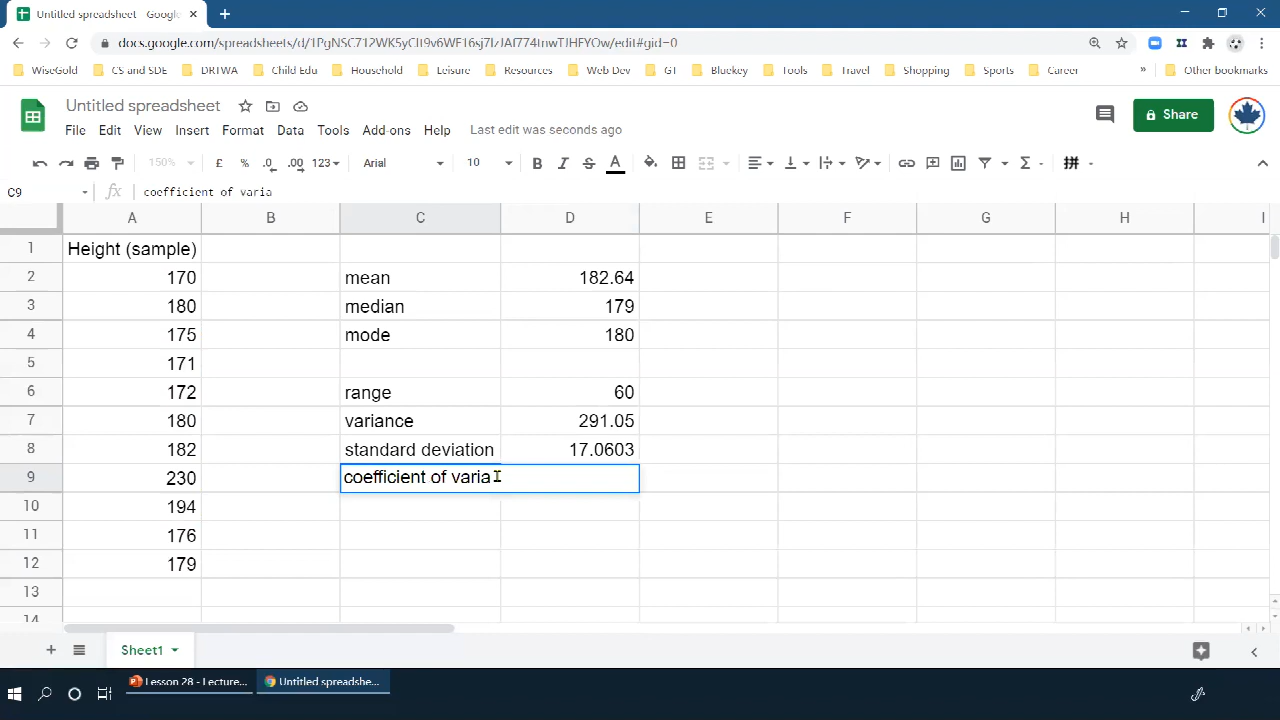 Untitled spreadsheet - Google
docs.google.com/spreadsheets/d/
WiseGold CS and SDE DRTWA Child Edu Household Leisure Resources Web Dev GT Bluekey Tools Travel Shopping Sports Career » Other bookmarks
Untitled spreadsheet
File Edit View Insert Format Data Tools Add-ons Help Last edit was seconds ago
Share
150% £ % .0 .00 123 Arial 10 B I S A Σ 拼
C9 fx coefficient of varia
A B C D E F G H I
1 Height (sample)
2 170 mean 182.64
3 180 median 179
4 175 mode 180
5 171
6 172 range 60
7 180 variance 291.05
8 182 standard deviation 17.0603
9 230 coefficient of varia
10 194
11 176
12 179
13
14
+ Sheet1
Lesson 28 - Lecture... Untitled spreadshe...